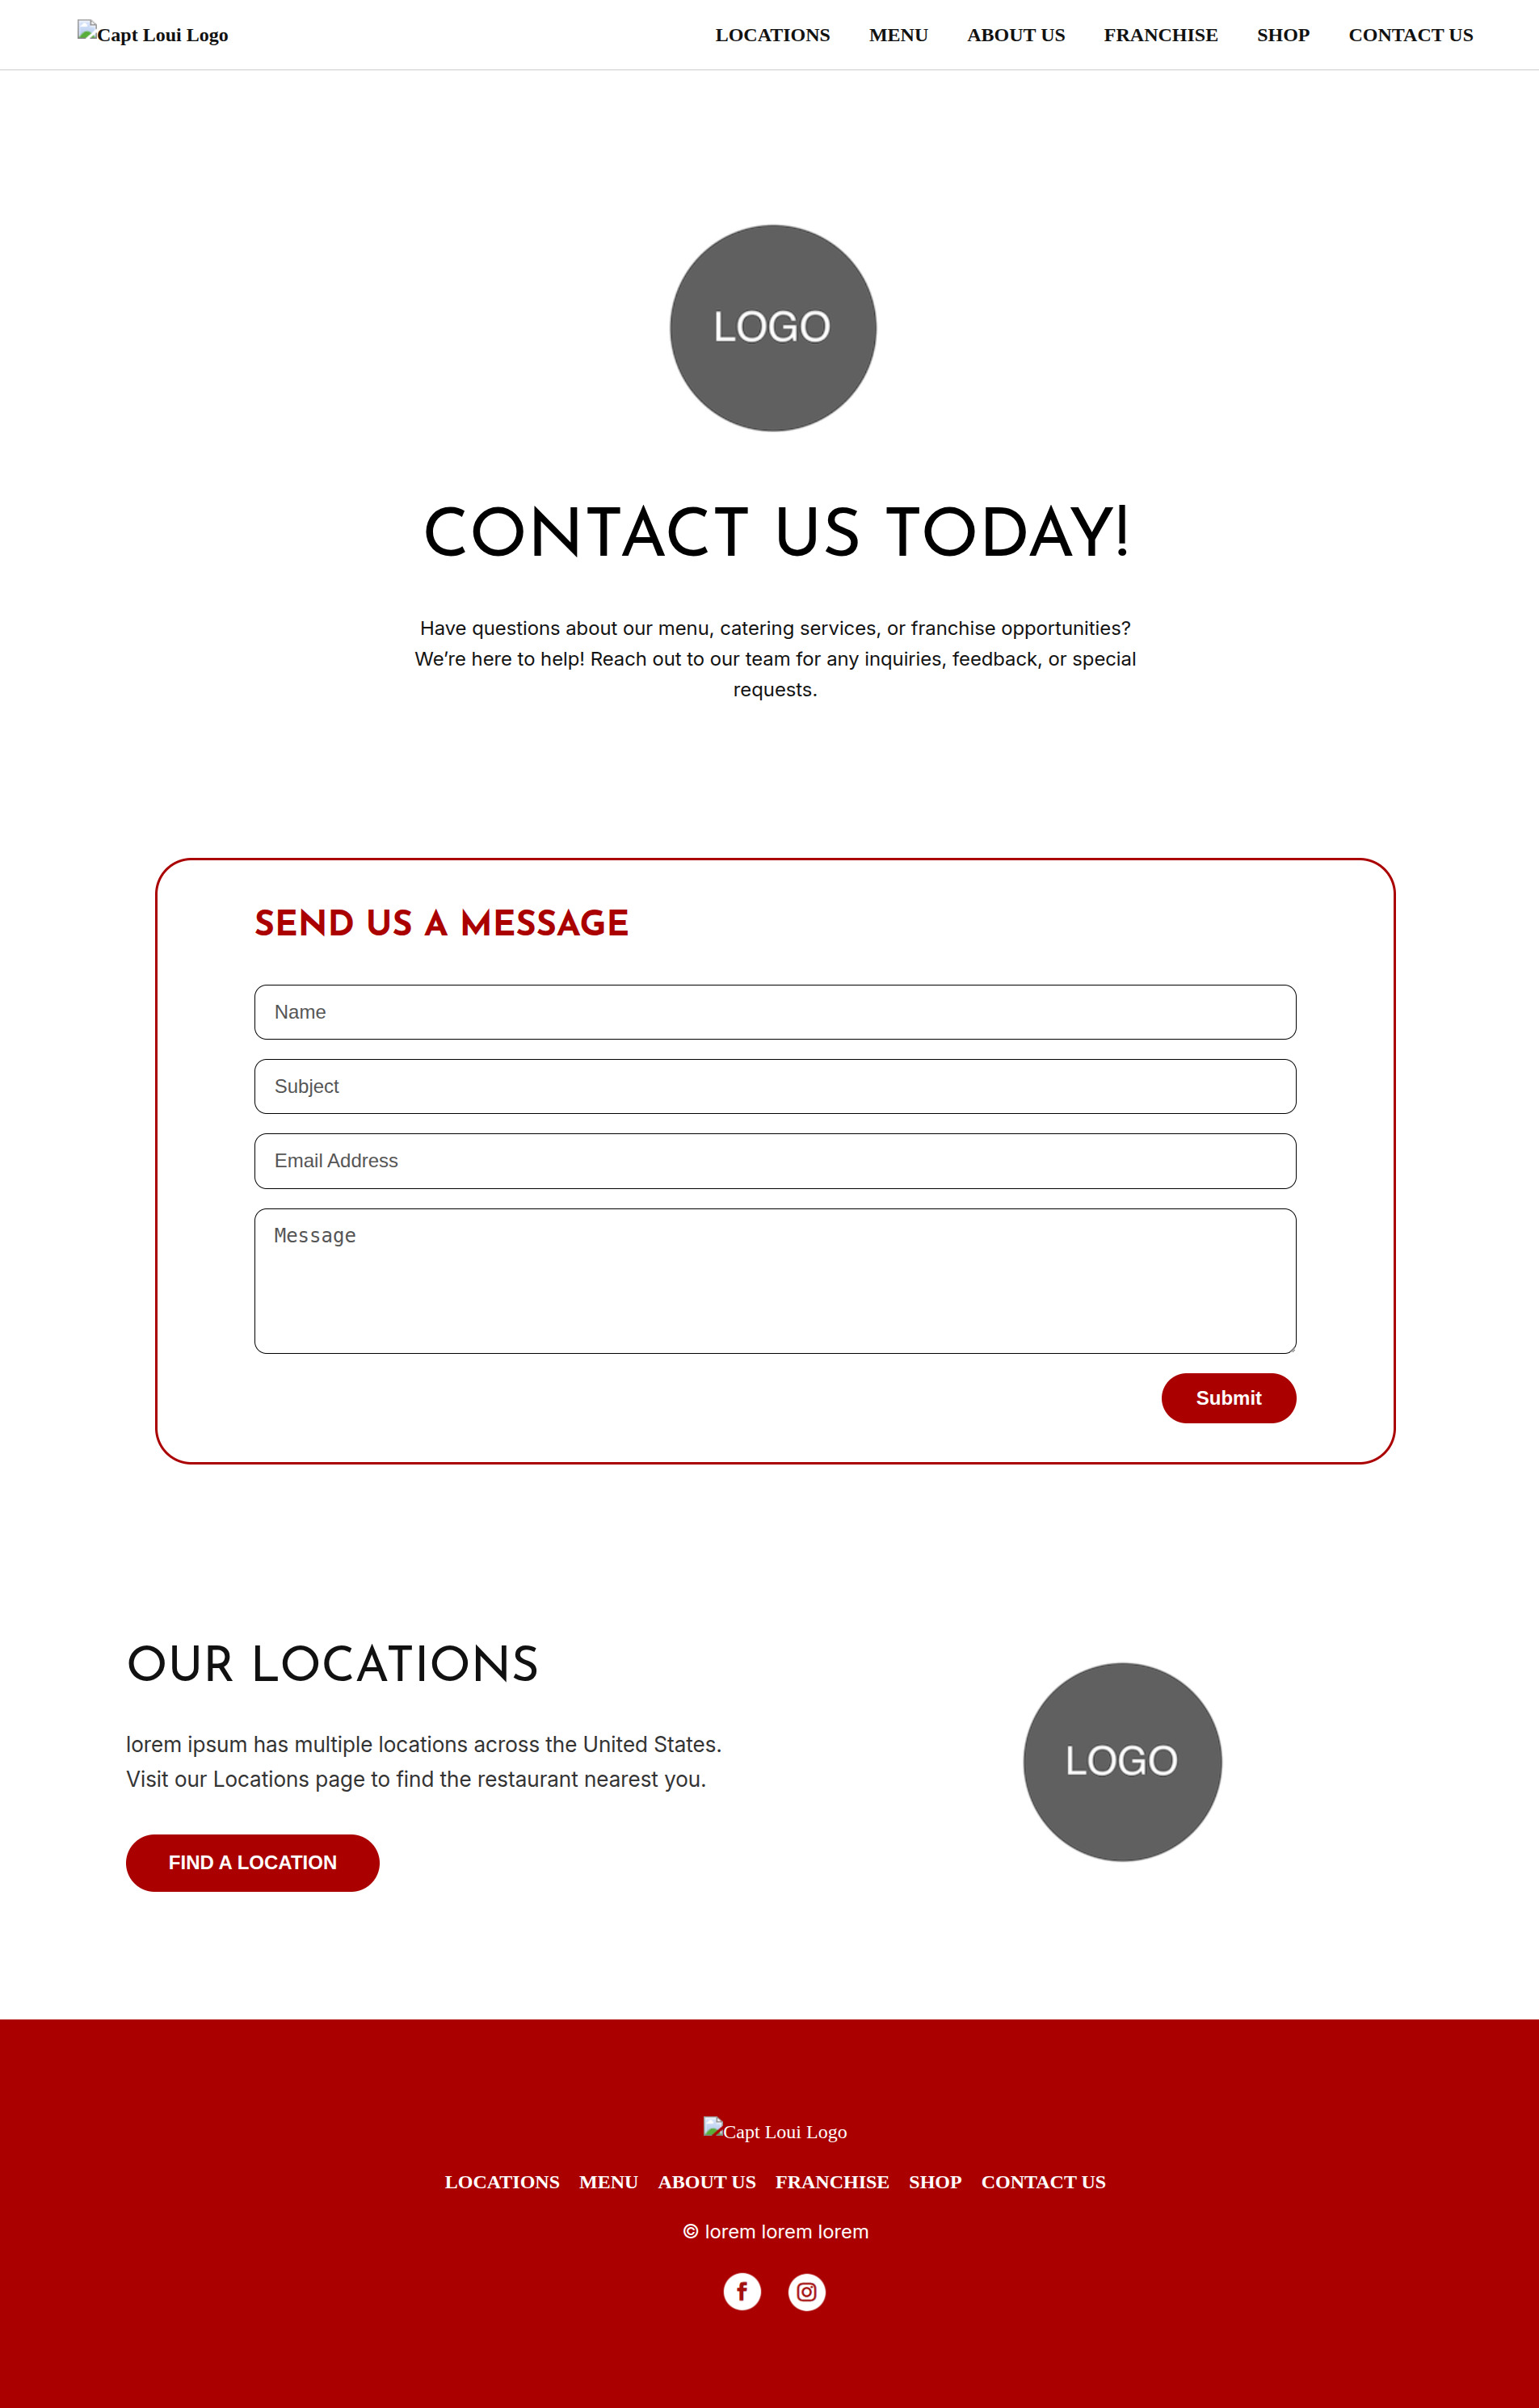 Capt Loui Logo
LOCATIONS MENU ABOUT US FRANCHISE SHOP CONTACT US
LOGO
CONTACT US TODAY!
Have questions about our menu, catering services, or franchise opportunities?
We’re here to help! Reach out to our team for any inquiries, feedback, or special
requests.
SEND US A MESSAGE
Name
Subject
Email Address
Message
Submit
OUR LOCATIONS
lorem ipsum has multiple locations across the United States.
Visit our Locations page to find the restaurant nearest you.
FIND A LOCATION
LOGO
Capt Loui Logo
LOCATIONS MENU ABOUT US FRANCHISE SHOP CONTACT US
© lorem lorem lorem